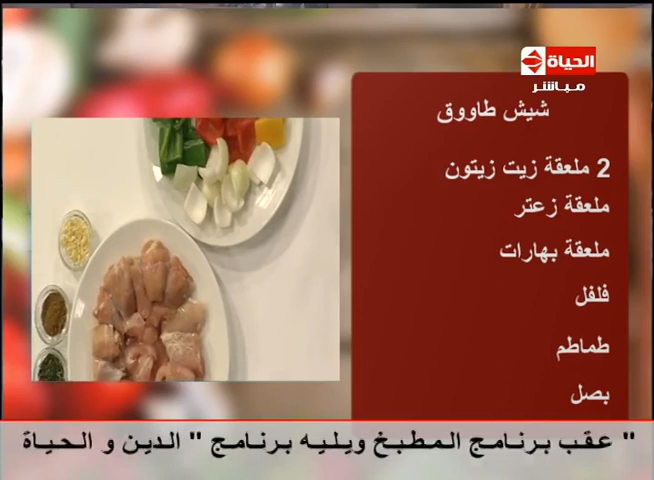 الحياة
مباشر
شيش طاووق
2 ملعقة زيت زيتون
ملعقة زعتر
ملعقة بهارات
فلفل
طماطم
بصل
" عقب برنامج المطبخ ويليه برنامج " الدين و الحياة